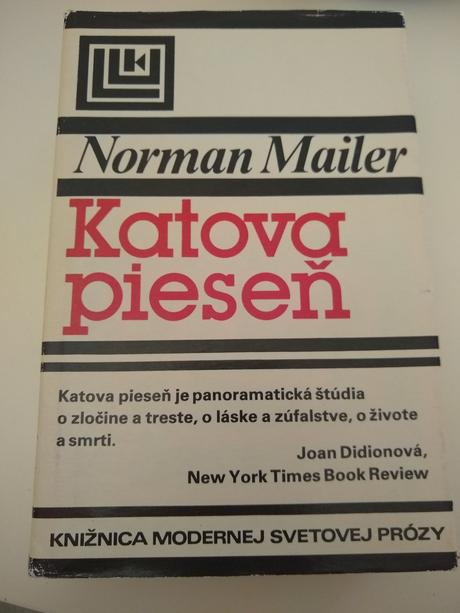 Norman Mailer
Katova
pieseň
Katova pieseň je panoramatická štúdia
o zločine a treste, o láske a zúfalstve, o živote
a smrti.
Joan Didionová,
New York Times Book Review
KNIŽNICA MODERNEJ SVETOVEJ PRÓZY